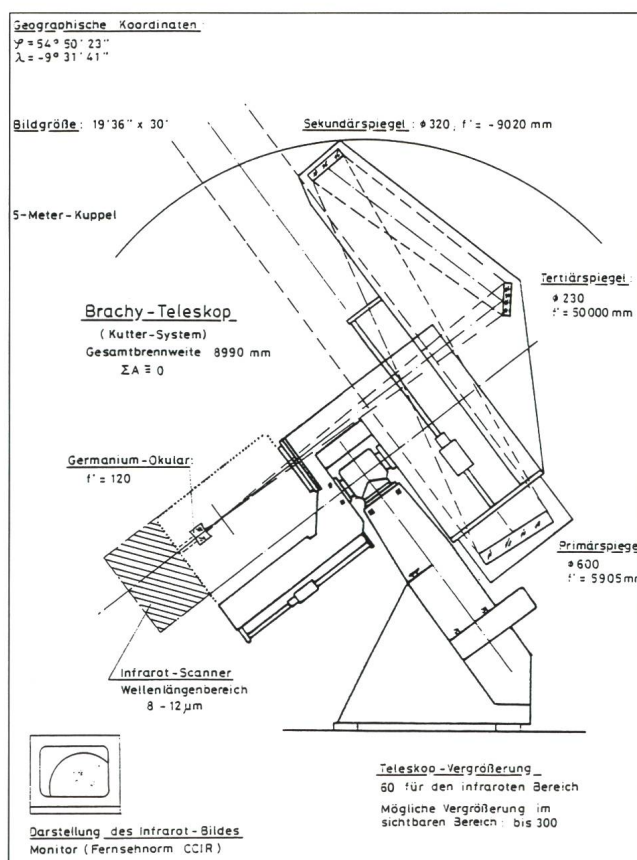 Geographische Koordinaten:
φ = 54° 50' 23"
λ = -9° 31' 41"
Bildgröße: 19'36" x 30'
Sekundärspiegel: ϕ 320, f' = -9020 mm
5-Meter-Kuppel
Tertiärspiegel:
ϕ 230
f' = 50000 mm
Brachy-Teleskop
(Kutter-System)
Gesamtbrennweite 8990 mm
ΣA ≡ 0
Germanium-Okular:
f' = 120
Primärspiegel
ϕ 600
f' = 5905 mm
Infrarot-Scanner
Wellenlängenbereich
8 - 12 µm
Teleskop-Vergrößerung
60 für den infraroten Bereich
Mögliche Vergrößerung im
sichtbaren Bereich: bis 300
Darstellung des Infrarot-Bildes
Monitor (Fernsehnorm CCIR)